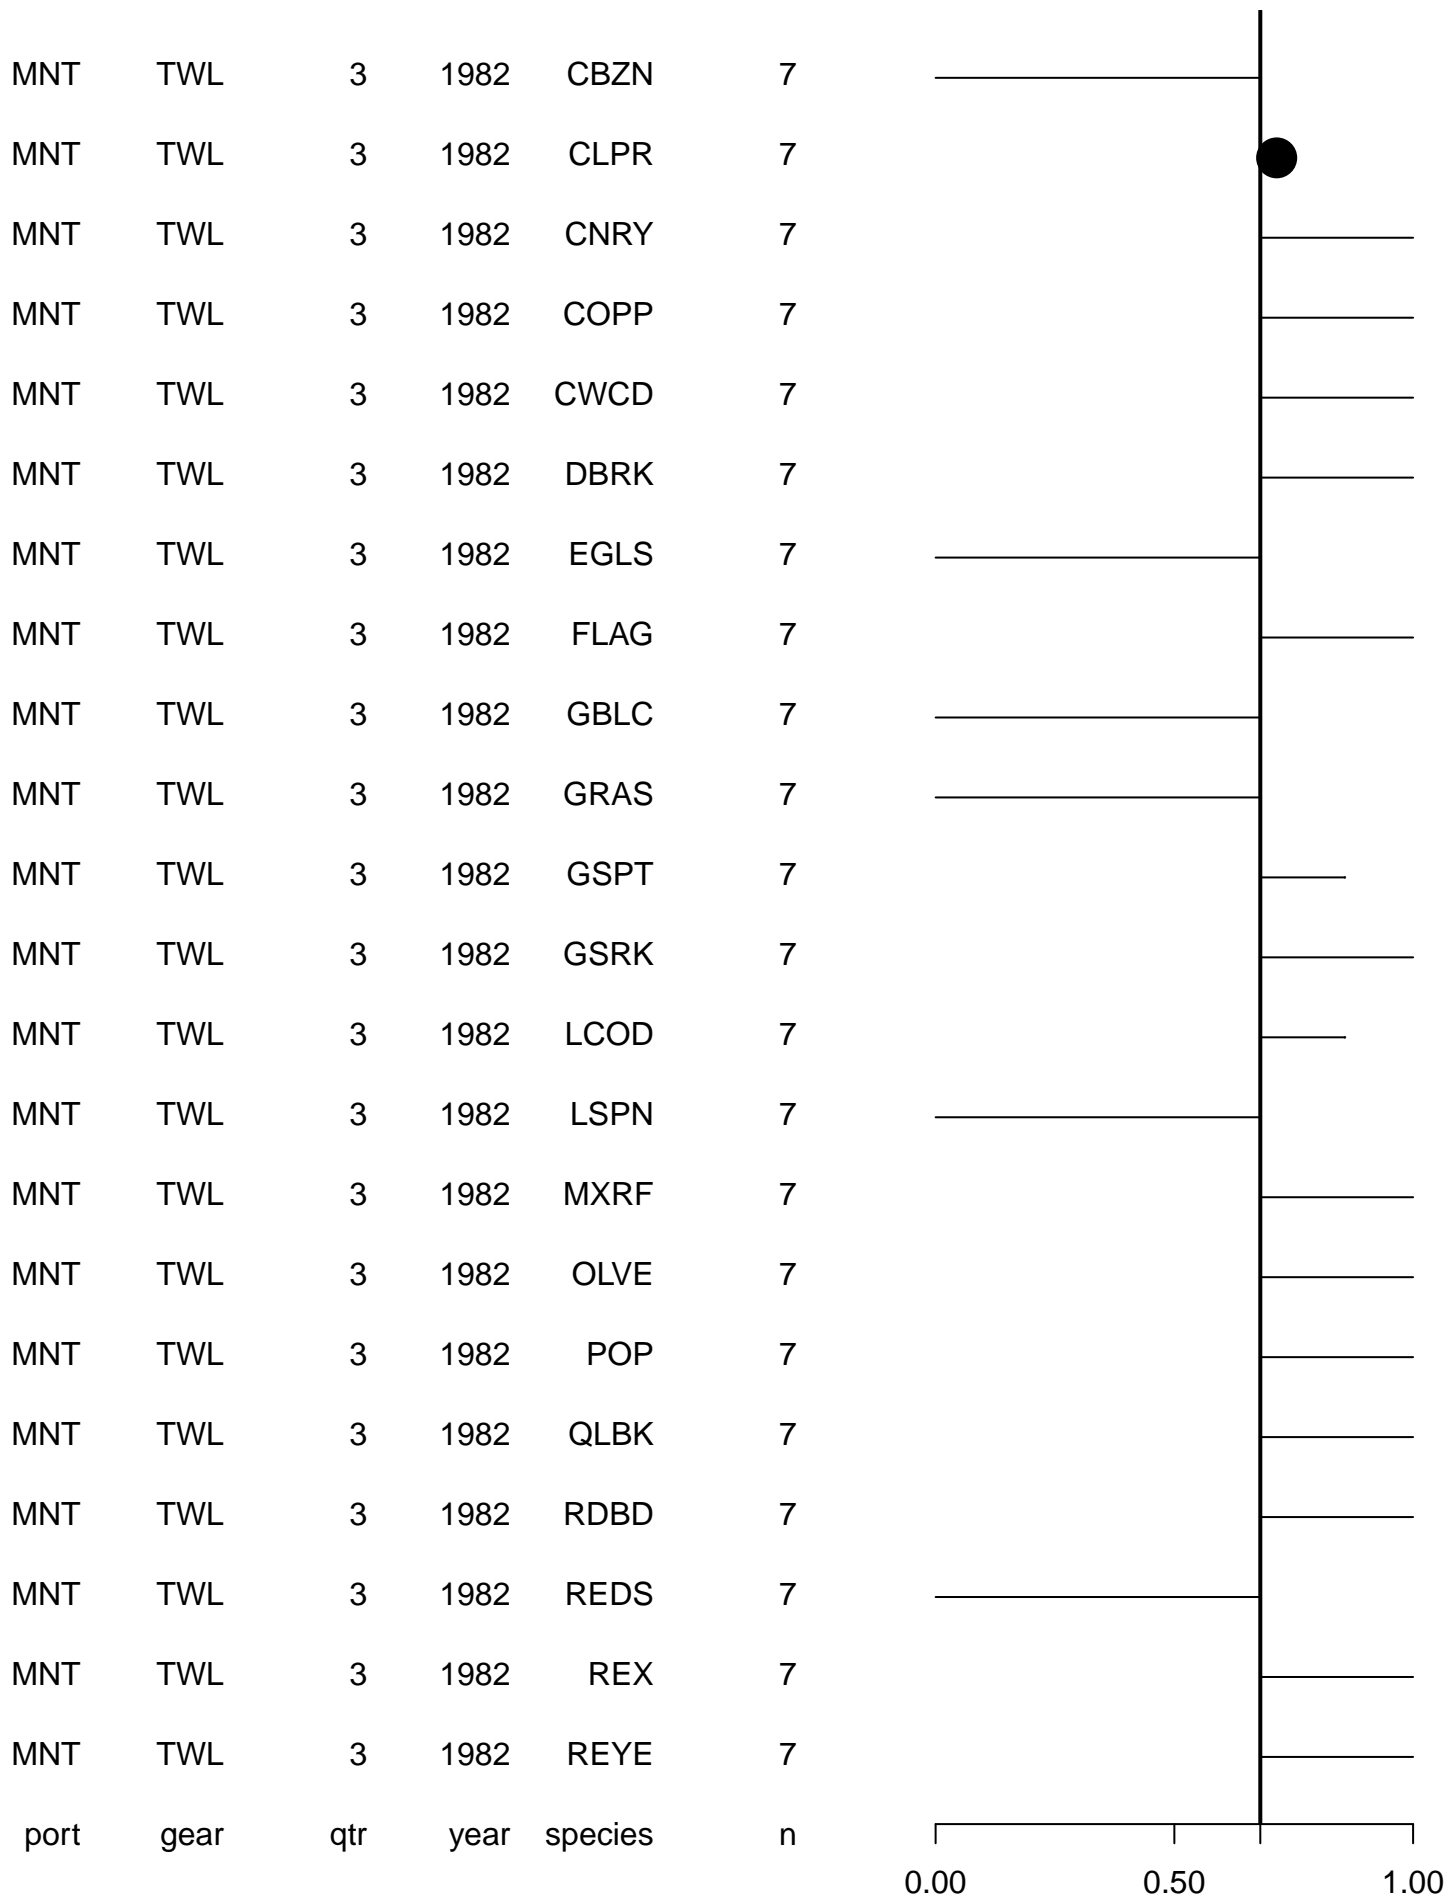 MNT TWL 3 1982 CBZN 7
MNT TWL 3 1982 CLPR 7
MNT TWL 3 1982 CNRY 7
MNT TWL 3 1982 COPP 7
MNT TWL 3 1982 CWCD 7
MNT TWL 3 1982 DBRK 7
MNT TWL 3 1982 EGLS 7
MNT TWL 3 1982 FLAG 7
MNT TWL 3 1982 GBLC 7
MNT TWL 3 1982 GRAS 7
MNT TWL 3 1982 GSPT 7
MNT TWL 3 1982 GSRK 7
MNT TWL 3 1982 LCOD 7
MNT TWL 3 1982 LSPN 7
MNT TWL 3 1982 MXRF 7
MNT TWL 3 1982 OLVE 7
MNT TWL 3 1982 POP 7
MNT TWL 3 1982 QLBK 7
MNT TWL 3 1982 RDBD 7
MNT TWL 3 1982 REDS 7
MNT TWL 3 1982 REX 7
MNT TWL 3 1982 REYE 7
port gear qtr year species n
0.00 0.50 1.00